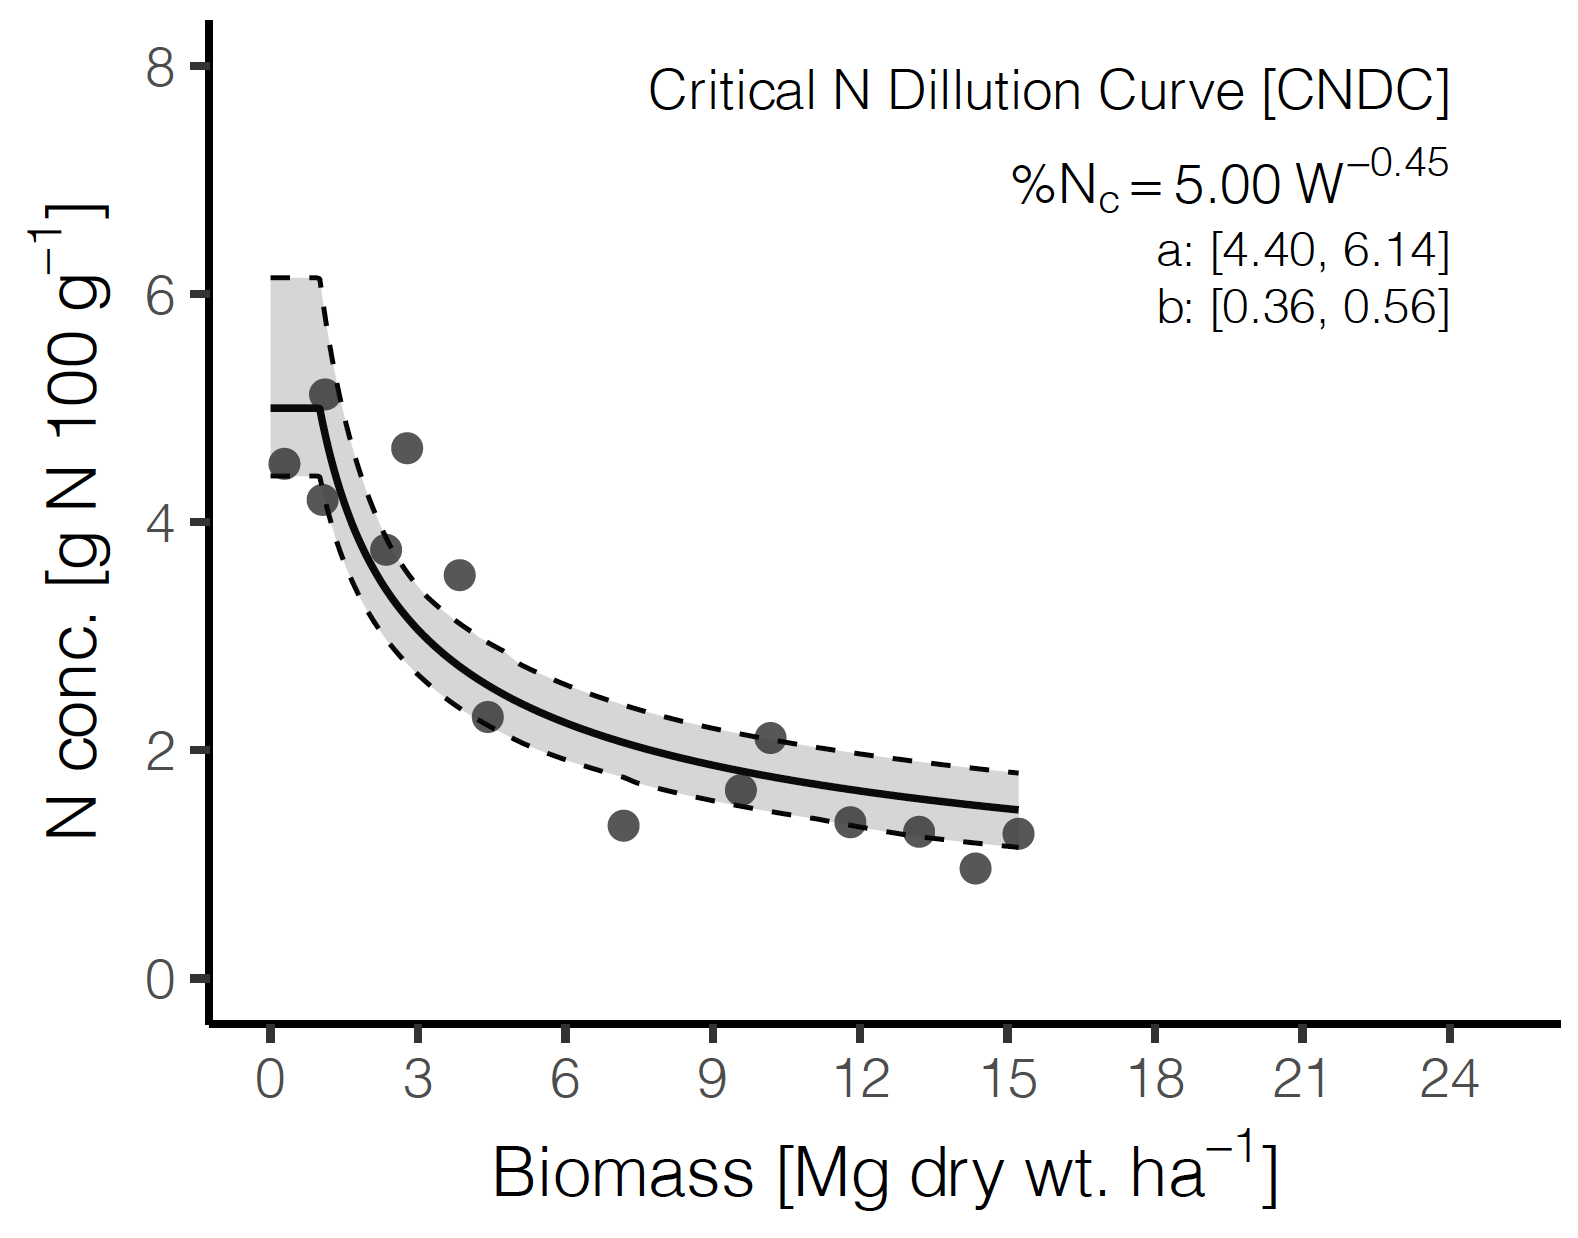 Critical N Dillution Curve [CNDC]
%Nc = 5.00 W−0.45
a: [4.40, 6.14]
b: [0.36, 0.56]
N conc. [g N 100 g−1]
8
6
4
2
0
0 3 6 9 12 15 18 21 24
Biomass [Mg dry wt. ha−1]